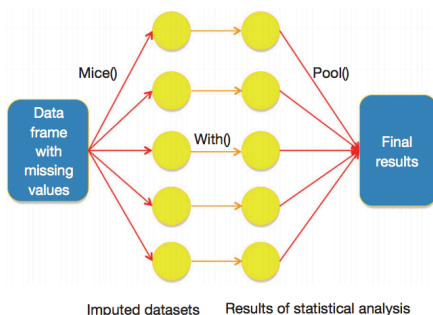 Mice()
Pool()
Data
frame
with
missing
values
With()
Final
results
Imputed datasets
Results of statistical analysis